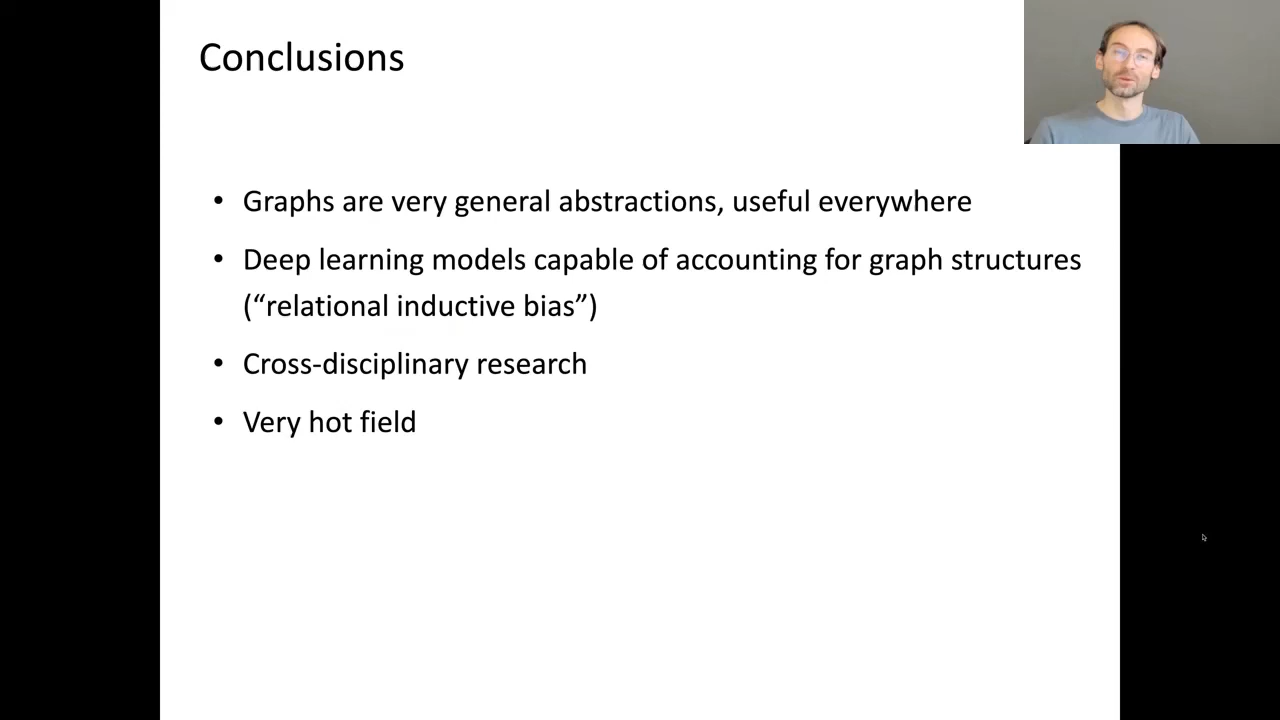 Conclusions
• Graphs are very general abstractions, useful everywhere
• Deep learning models capable of accounting for graph structures
(“relational inductive bias”)
• Cross-disciplinary research
• Very hot field